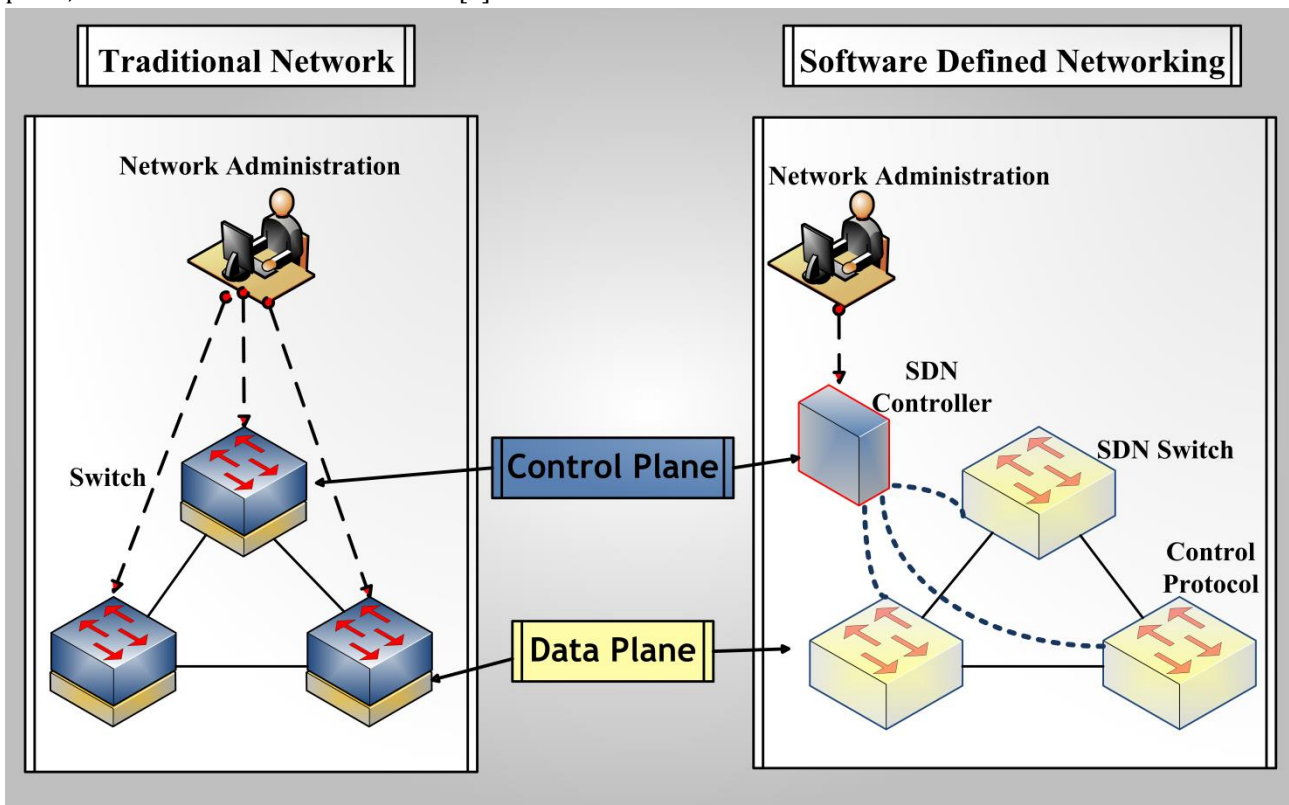 Traditional Network
Software Defined Networking
Network Administration
Network Administration
SDN
Controller
Switch
Control Plane
SDN Switch
Control
Protocol
Data Plane